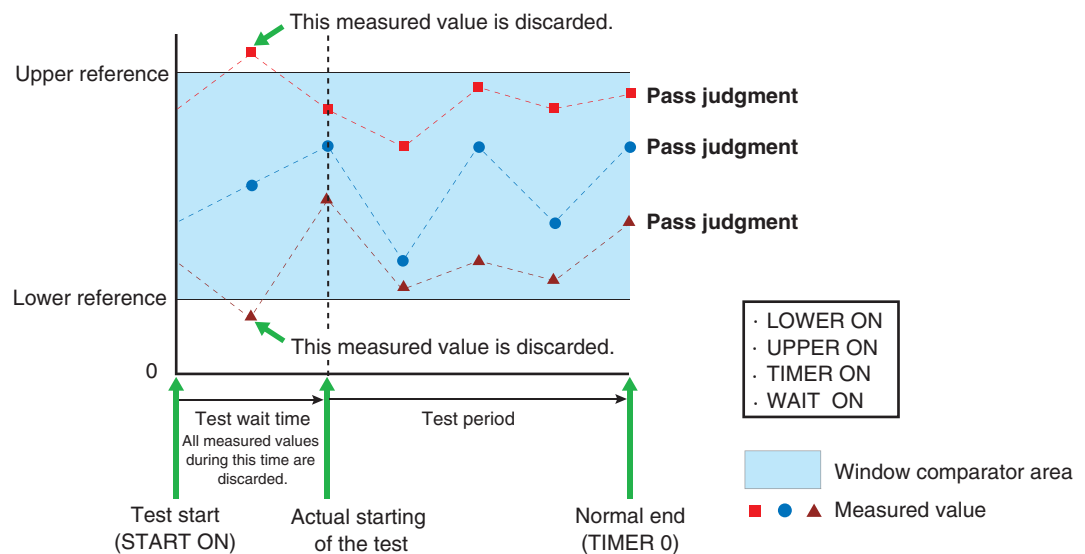 This measured value is discarded.
Upper reference
Pass judgment
Pass judgment
Pass judgment
Lower reference
This measured value is discarded.
0
Test wait time
All measured values
during this time are
discarded.
Test period
Test start
(START ON)
Actual starting
of the test
Normal end
(TIMER 0)
· LOWER ON
· UPPER ON
· TIMER ON
· WAIT ON
Window comparator area
Measured value